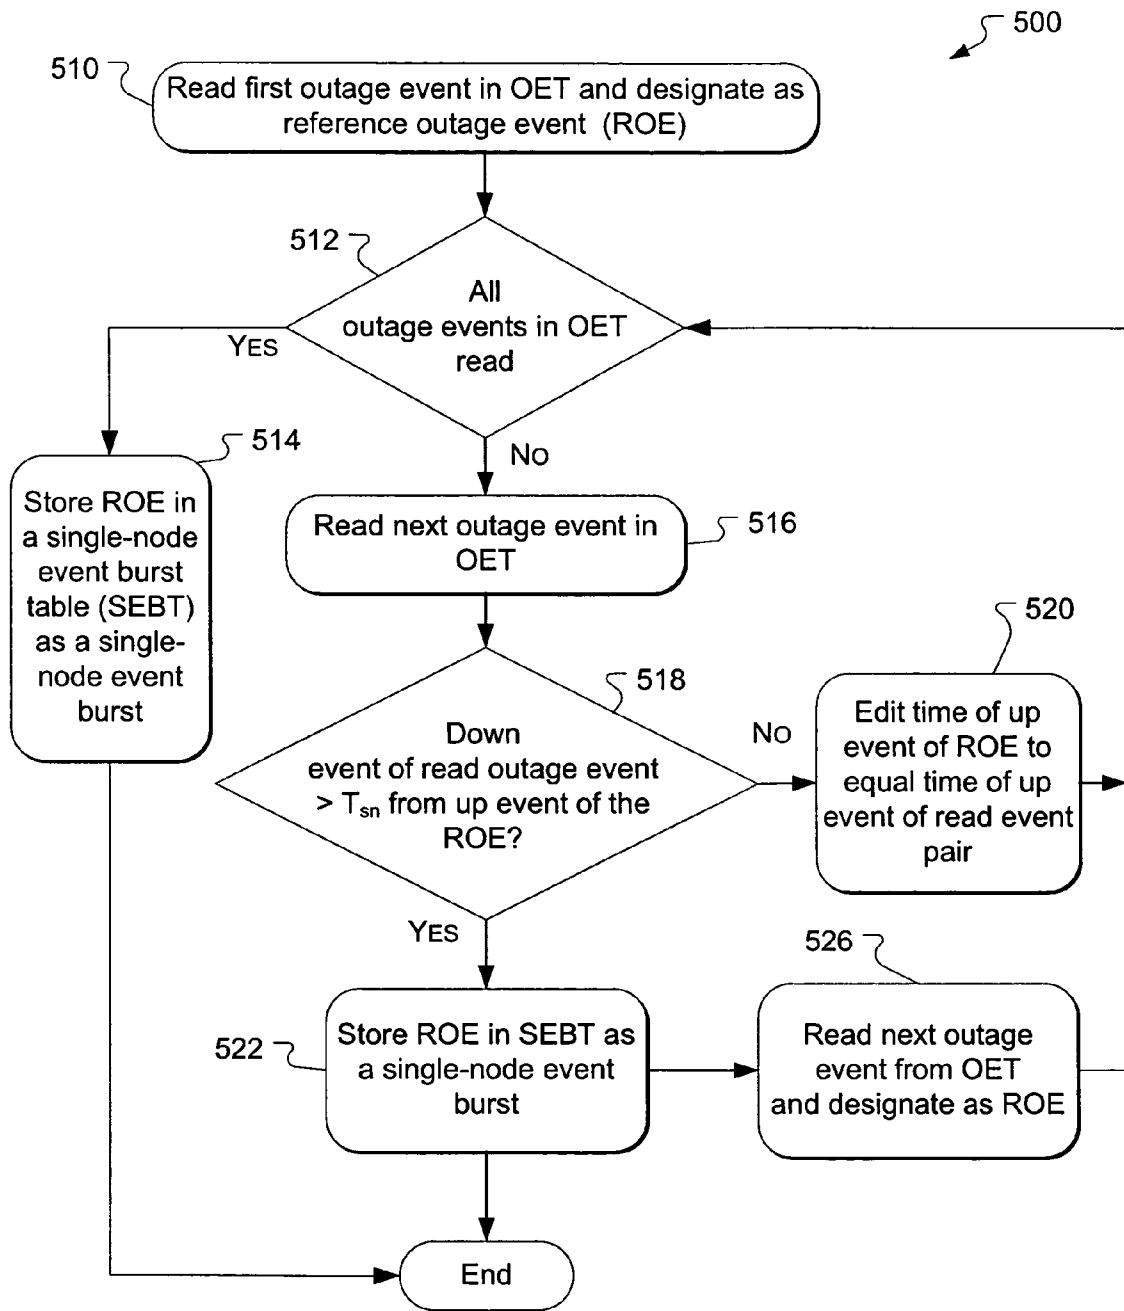 500
510
Read first outage event in OET and designate as
reference outage event (ROE)
512
All
outage events in OET
read
YES
NO
514
Store ROE in
a single-node
event burst
table (SEBT)
as a single-
node event
burst
Read next outage event in
OET
516
518
Down
event of read outage event
> Tsn from up event of the
ROE?
NO
520
Edit time of up
event of ROE to
equal time of up
event of read event
pair
YES
522
Store ROE in SEBT as
a single-node event
burst
526
Read next outage
event from OET
and designate as ROE
End